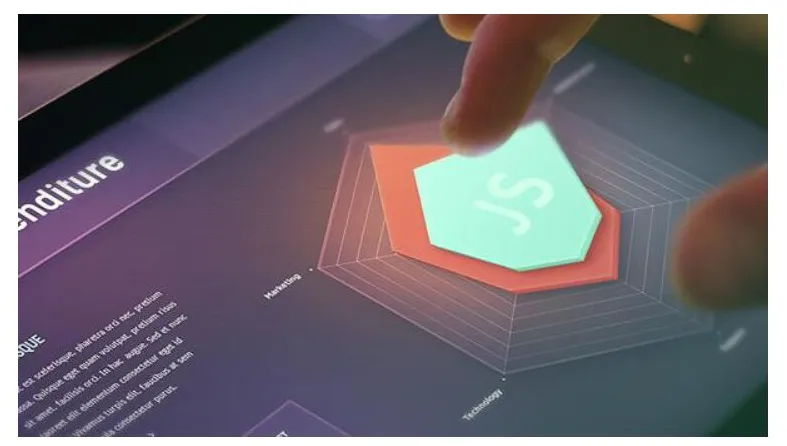 enditure
JS
Marketing
Technology
SQUE
est scelerisque, pharetra orci nec, pretium
Quisque eget quam volutpat, pretium risus
sit amet, facilisis orci. In hac augue. Sed et nunc
laoreet elit elementum consectetur eget id
Vivamus turpis elit, faucibus at sem
consectetur purus.